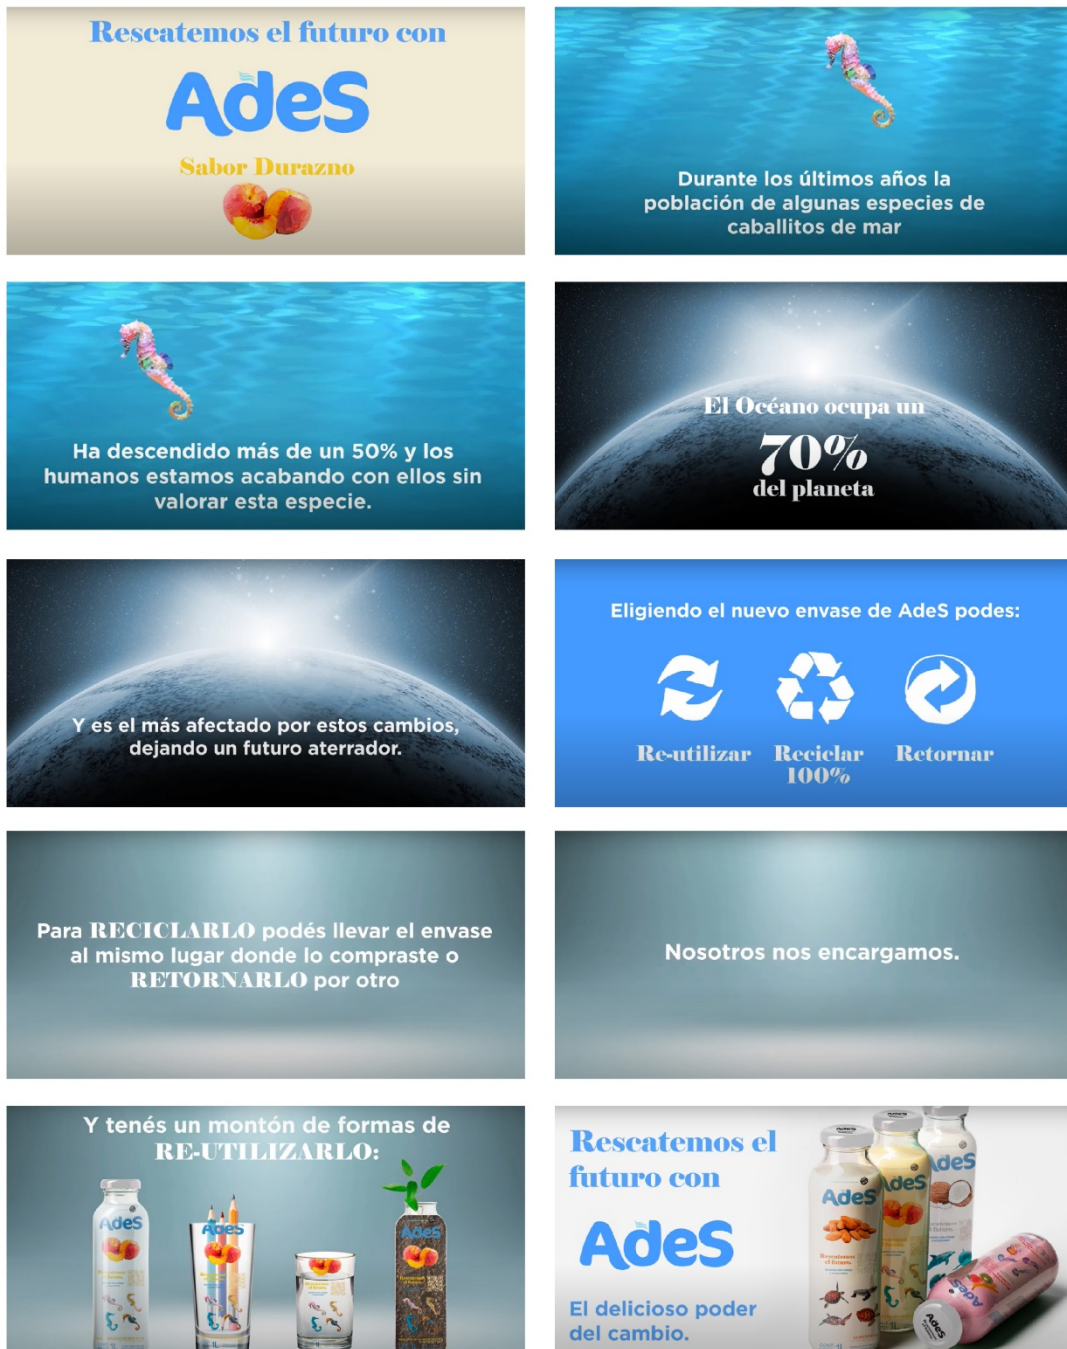 Rescatemos el futuro con
AdeS
Sabor Durazno
Durante los últimos años la
población de algunas especies de
caballitos de mar
Ha descendido más de un 50% y los
humanos estamos acabando con ellos sin
valorar esta especie.
El Océano ocupa un
70%
del planeta
Y es el más afectado por estos cambios,
dejando un futuro aterrador.
Eligiendo el nuevo envase de AdeS podes:
Re-utilizar
Reciclar
100%
Retornar
Para RECICLARLO podés llevar el envase
al mismo lugar donde lo compraste o
RETORNARLO por otro
Nosotros nos encargamos.
Y tenés un montón de formas de
RE-UTILIZARLO:
AdeS
AdeS
AdeS
Rescatemos el
futuro con
AdeS
El delicioso poder
del cambio.
AdeS
Rescatemos
el futuro.
AdeS
AdeS
AdeS
AdeS